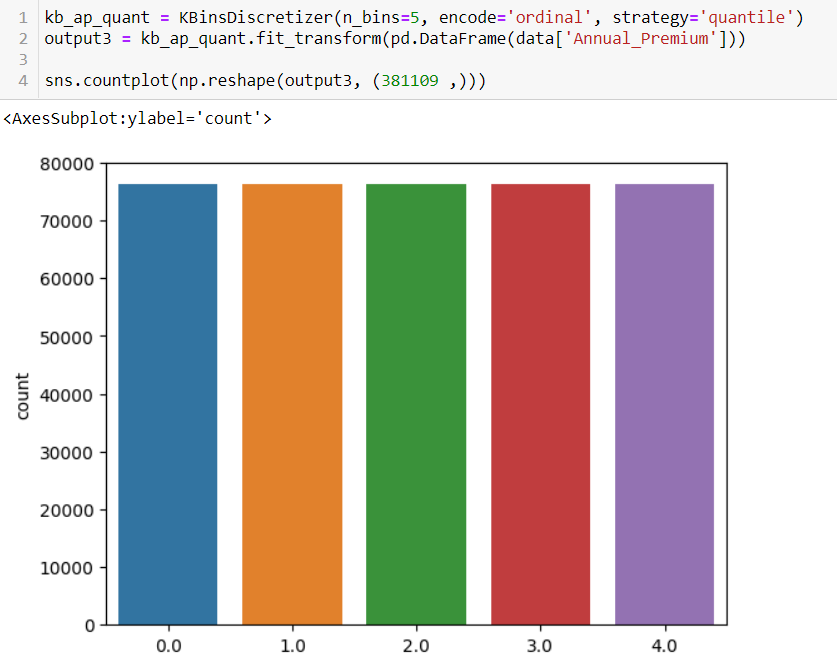 1 kb_ap_quant = KBinsDiscretizer(n_bins=5, encode='ordinal', strategy='quantile')
2 output3 = kb_ap_quant.fit_transform(pd.DataFrame(data['Annual_Premium']))
3
4 sns.countplot(np.reshape(output3, (381109 ,)))
<AxesSubplot:ylabel='count'>
80000
70000
60000
50000
40000
30000
20000
10000
0
count
0.0 1.0 2.0 3.0 4.0